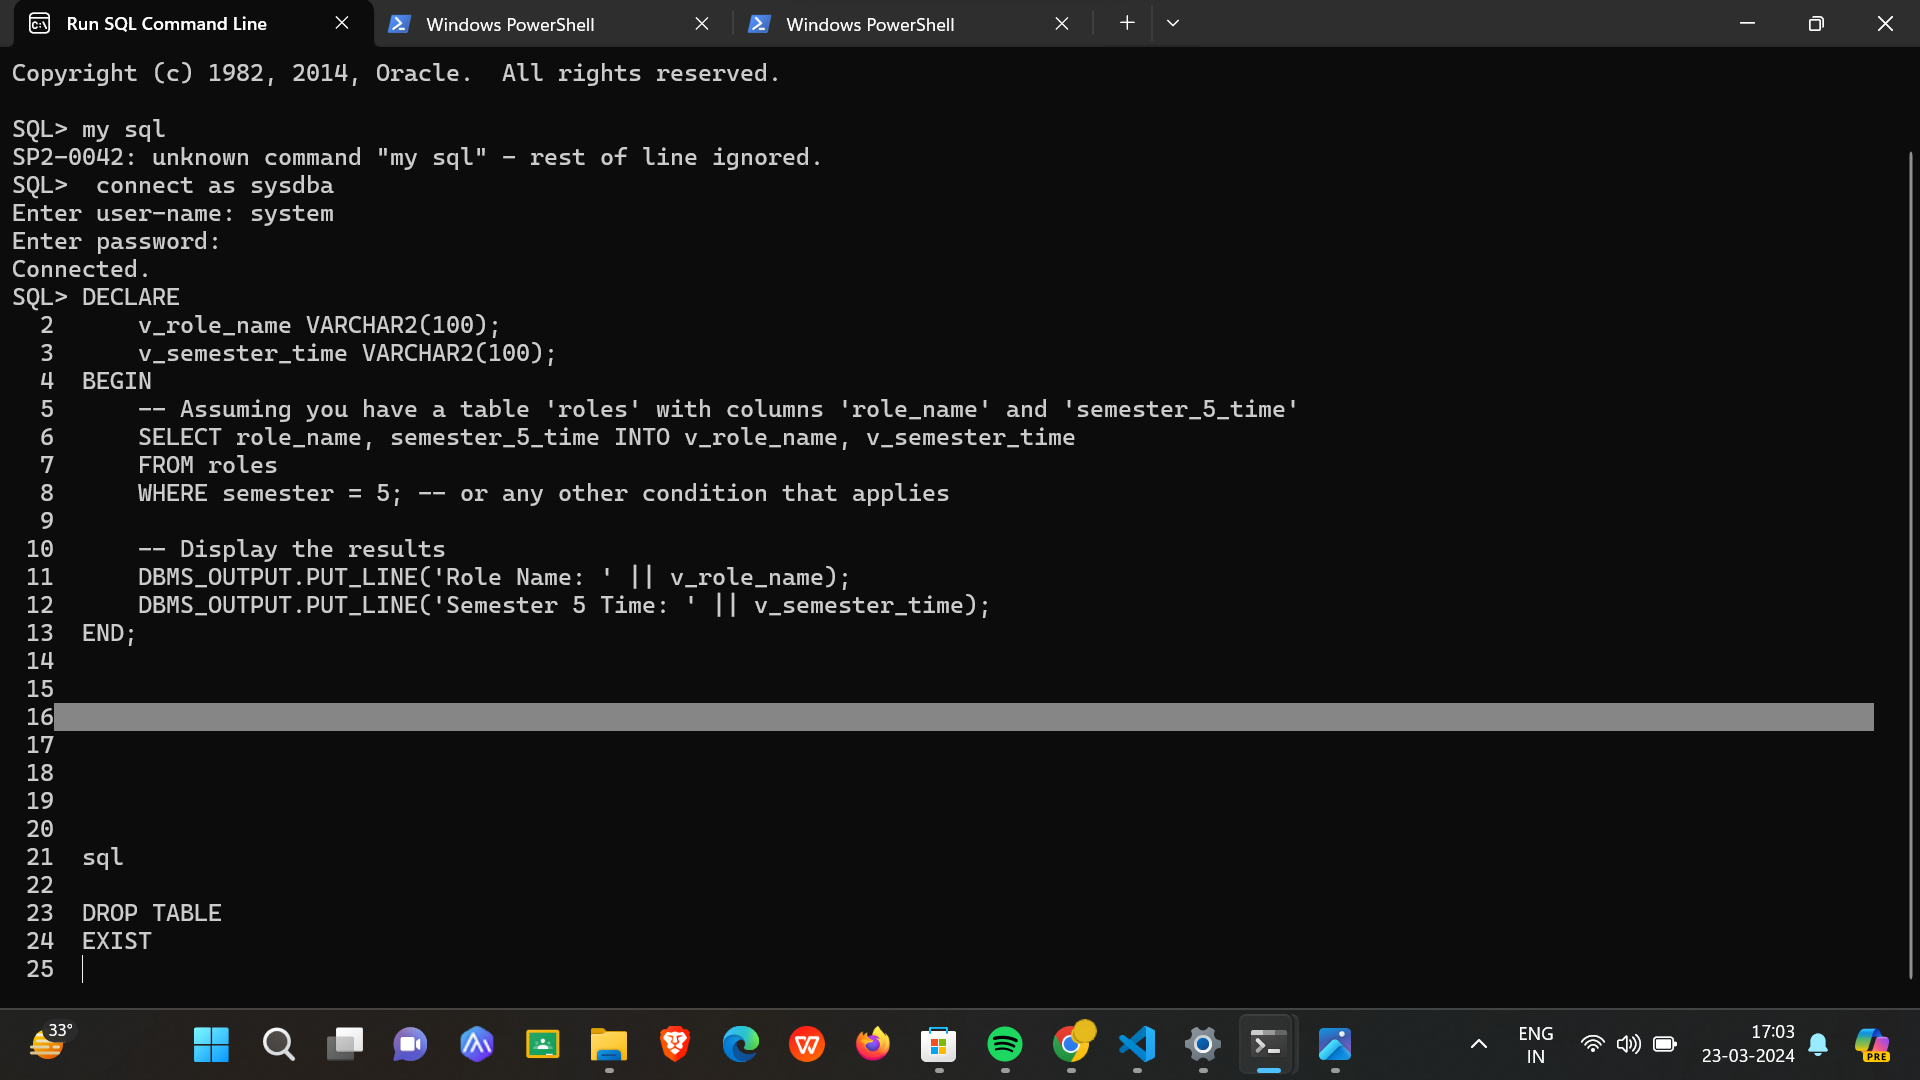 Run SQL Command Line
Windows PowerShell
Windows PowerShell
Copyright (c) 1982, 2014, Oracle.  All rights reserved.
SQL> my sql
SP2-0042: unknown command "my sql" - rest of line ignored.
SQL>  connect as sysdba
Enter user-name: system
Enter password:
Connected.
SQL> DECLARE
  2      v_role_name VARCHAR2(100);
  3      v_semester_time VARCHAR2(100);
  4  BEGIN
  5      -- Assuming you have a table 'roles' with columns 'role_name' and 'semester_5_time'
  6      SELECT role_name, semester_5_time INTO v_role_name, v_semester_time
  7      FROM roles
  8      WHERE semester = 5; -- or any other condition that applies
  9
 10      -- Display the results
 11      DBMS_OUTPUT.PUT_LINE('Role Name: ' || v_role_name);
 12      DBMS_OUTPUT.PUT_LINE('Semester 5 Time: ' || v_semester_time);
 13  END;
 14
 15
 16
 17
 18
 19
 20
 21  sql
 22
 23  DROP TABLE
 24  EXIST
 25
33°
ENG
IN
17:03
23-03-2024
PRE